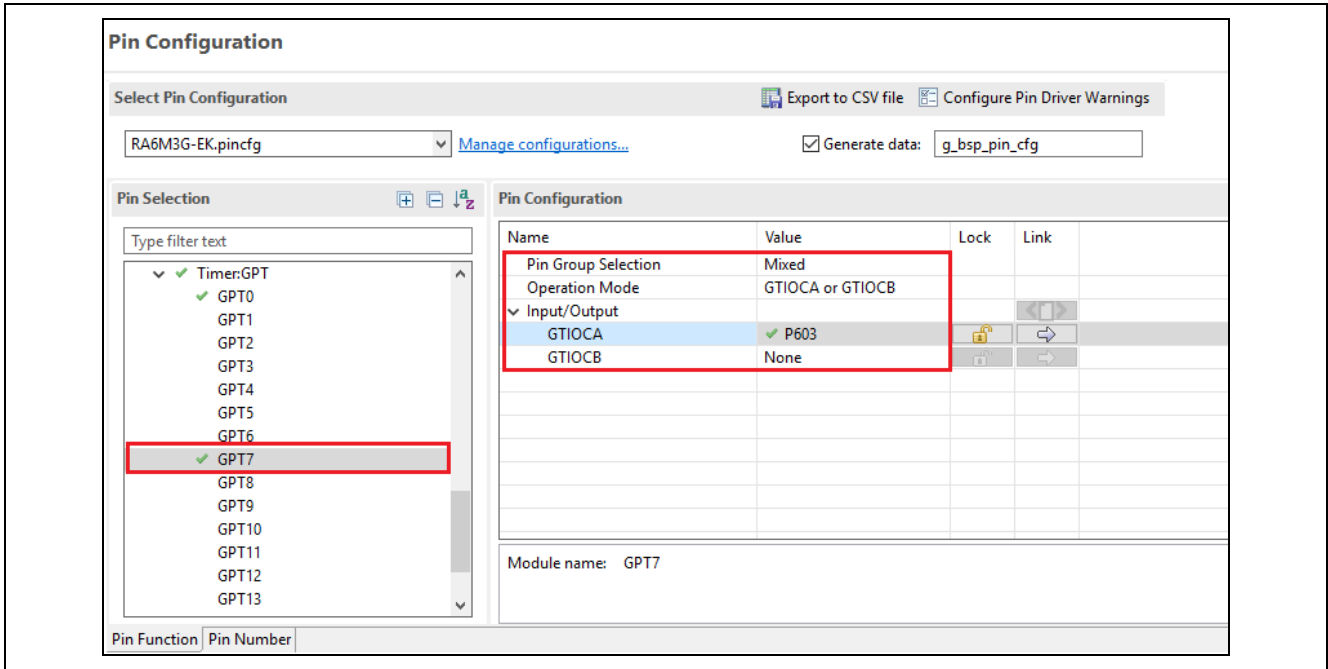 Pin Configuration
Select Pin Configuration
Export to CSV file
Configure Pin Driver Warnings
RA6M3G-EK.pincfg
Manage configurations...
Generate data:
g_bsp_pin_cfg
Pin Selection
Type filter text
Timer:GPT
GPT0
GPT1
GPT2
GPT3
GPT4
GPT5
GPT6
GPT7
GPT8
GPT9
GPT10
GPT11
GPT12
GPT13
Pin Configuration
Name Value Lock Link
Pin Group Selection Mixed
Operation Mode GTIOCA or GTIOCB
Input/Output
GTIOCA P603
GTIOCB None
Module name: GPT7
Pin Function Pin Number